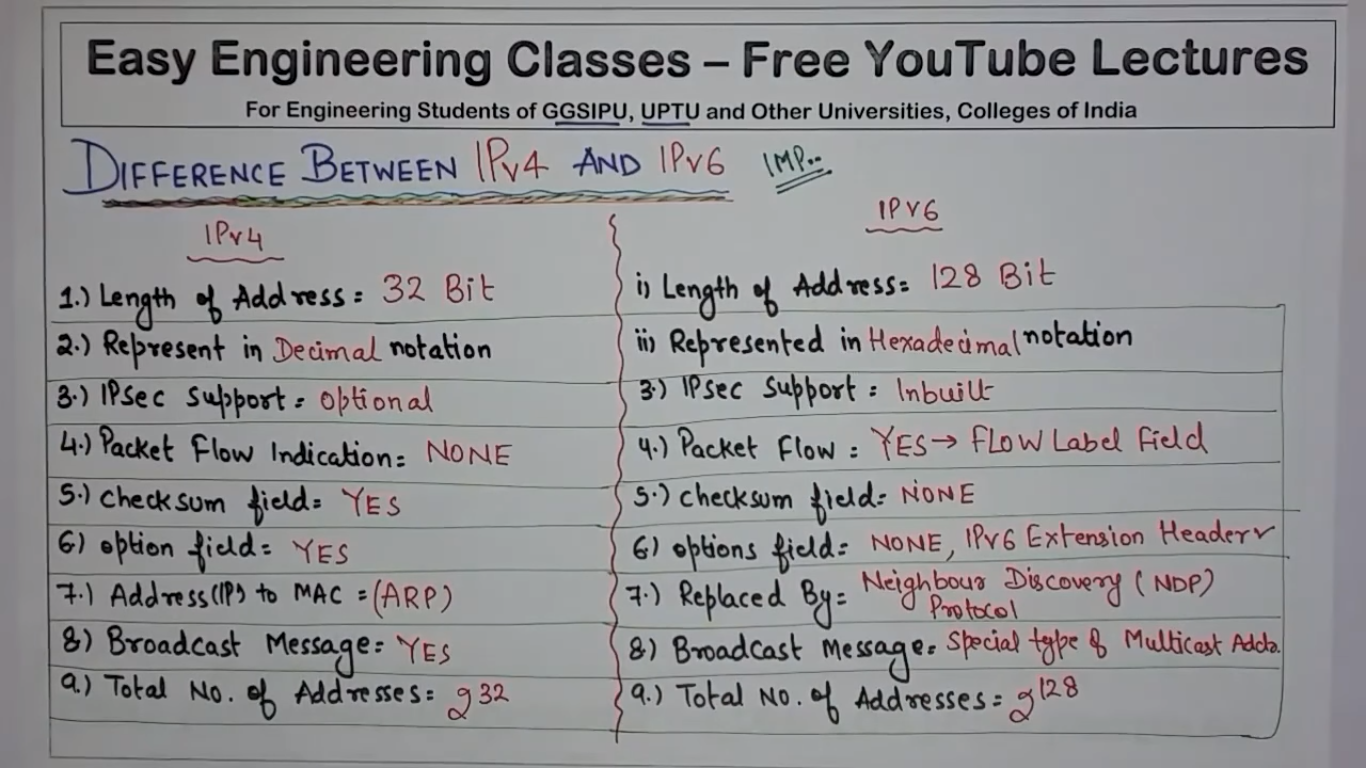 Easy Engineering Classes – Free YouTube Lectures
For Engineering Students of GGSIPU, UPTU and Other Universities, Colleges of India
DIFFERENCE BETWEEN IPv4 AND IPv6 IMP..
IPv4
1.) Length of Address = 32 Bit
2.) Represent in Decimal notation
3.) IPSec Support = optional
4.) Packet Flow Indication = NONE
5.) checksum field = YES
6) option field = YES
7.) Address(IP) to MAC = (ARP)
8) Broadcast Message = YES
9.) Total No. of Addresses = 2^32
IPv6
i) Length of Address = 128 Bit
ii) Represented in Hexadecimal notation
3.) IPsec Support = Inbuilt
4.) Packet Flow = YES → FLOW Label Field
5.) checksum field = NONE
6) options field = NONE, IPv6 Extension Header ✓
7.) Replaced By = Neighbour Discovery (NDP)
Protocol
8) Broadcast Message = Special type of Multicast Addr.
9.) Total No. of Addresses = 2^128